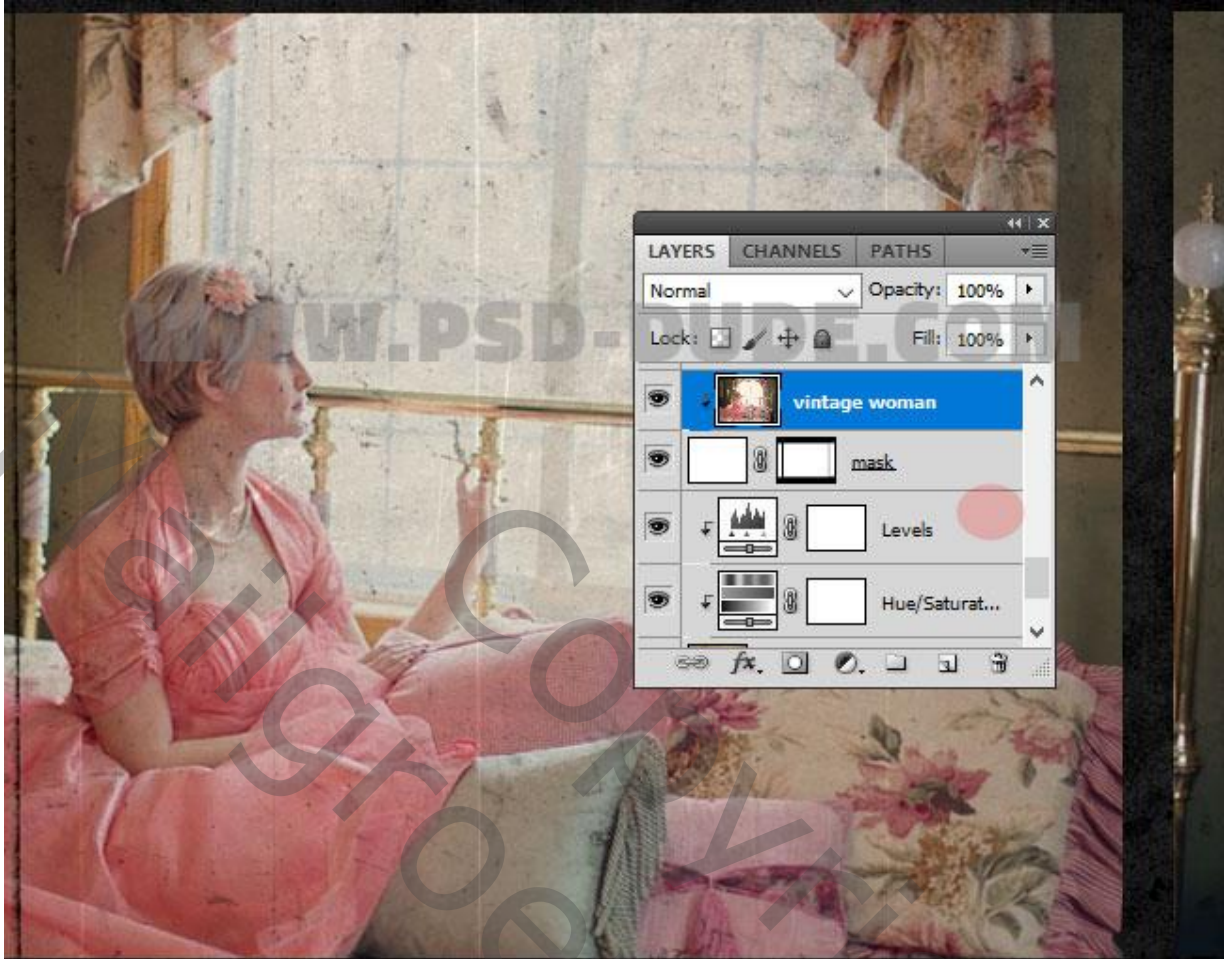 LAYERS CHANNELS PATHS
Normal Opacity: 100%
WWW.PSD-DUDE.COM
Lock: Fill: 100%
vintage woman
mask
Levels
Hue/Saturat...